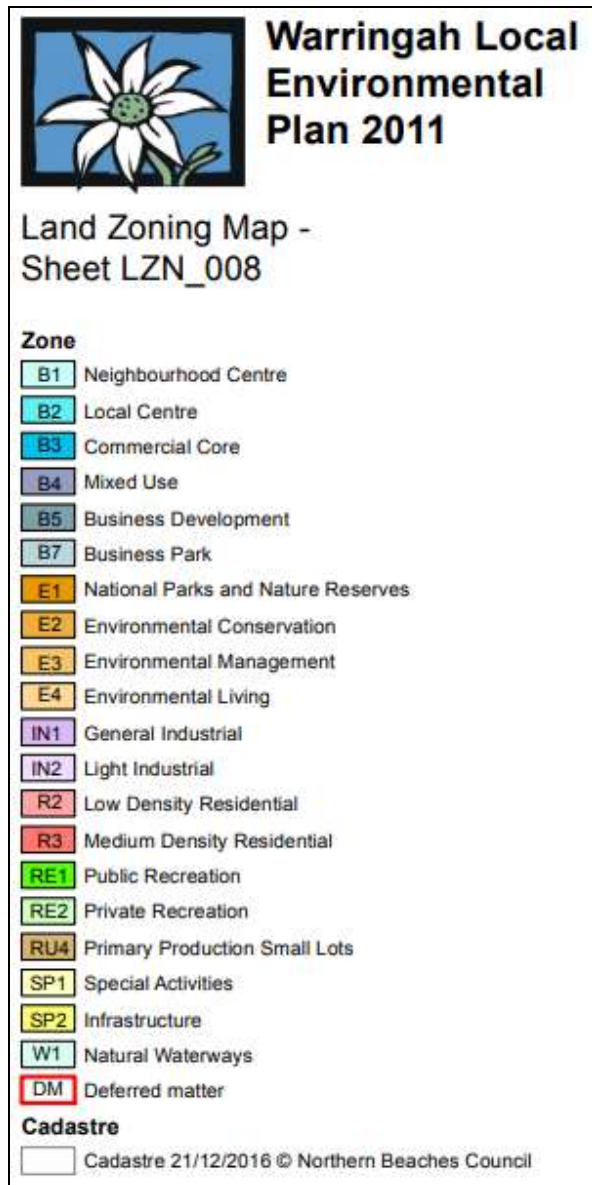 Warringah Local
Environmental
Plan 2011
Land Zoning Map -
Sheet LZN_008
Zone
B1 Neighbourhood Centre
B2 Local Centre
B3 Commercial Core
B4 Mixed Use
B5 Business Development
B7 Business Park
E1 National Parks and Nature Reserves
E2 Environmental Conservation
E3 Environmental Management
E4 Environmental Living
IN1 General Industrial
IN2 Light Industrial
R2 Low Density Residential
R3 Medium Density Residential
RE1 Public Recreation
RE2 Private Recreation
RU4 Primary Production Small Lots
SP1 Special Activities
SP2 Infrastructure
W1 Natural Waterways
DM Deferred matter
Cadastre
Cadastre 21/12/2016 © Northern Beaches Council